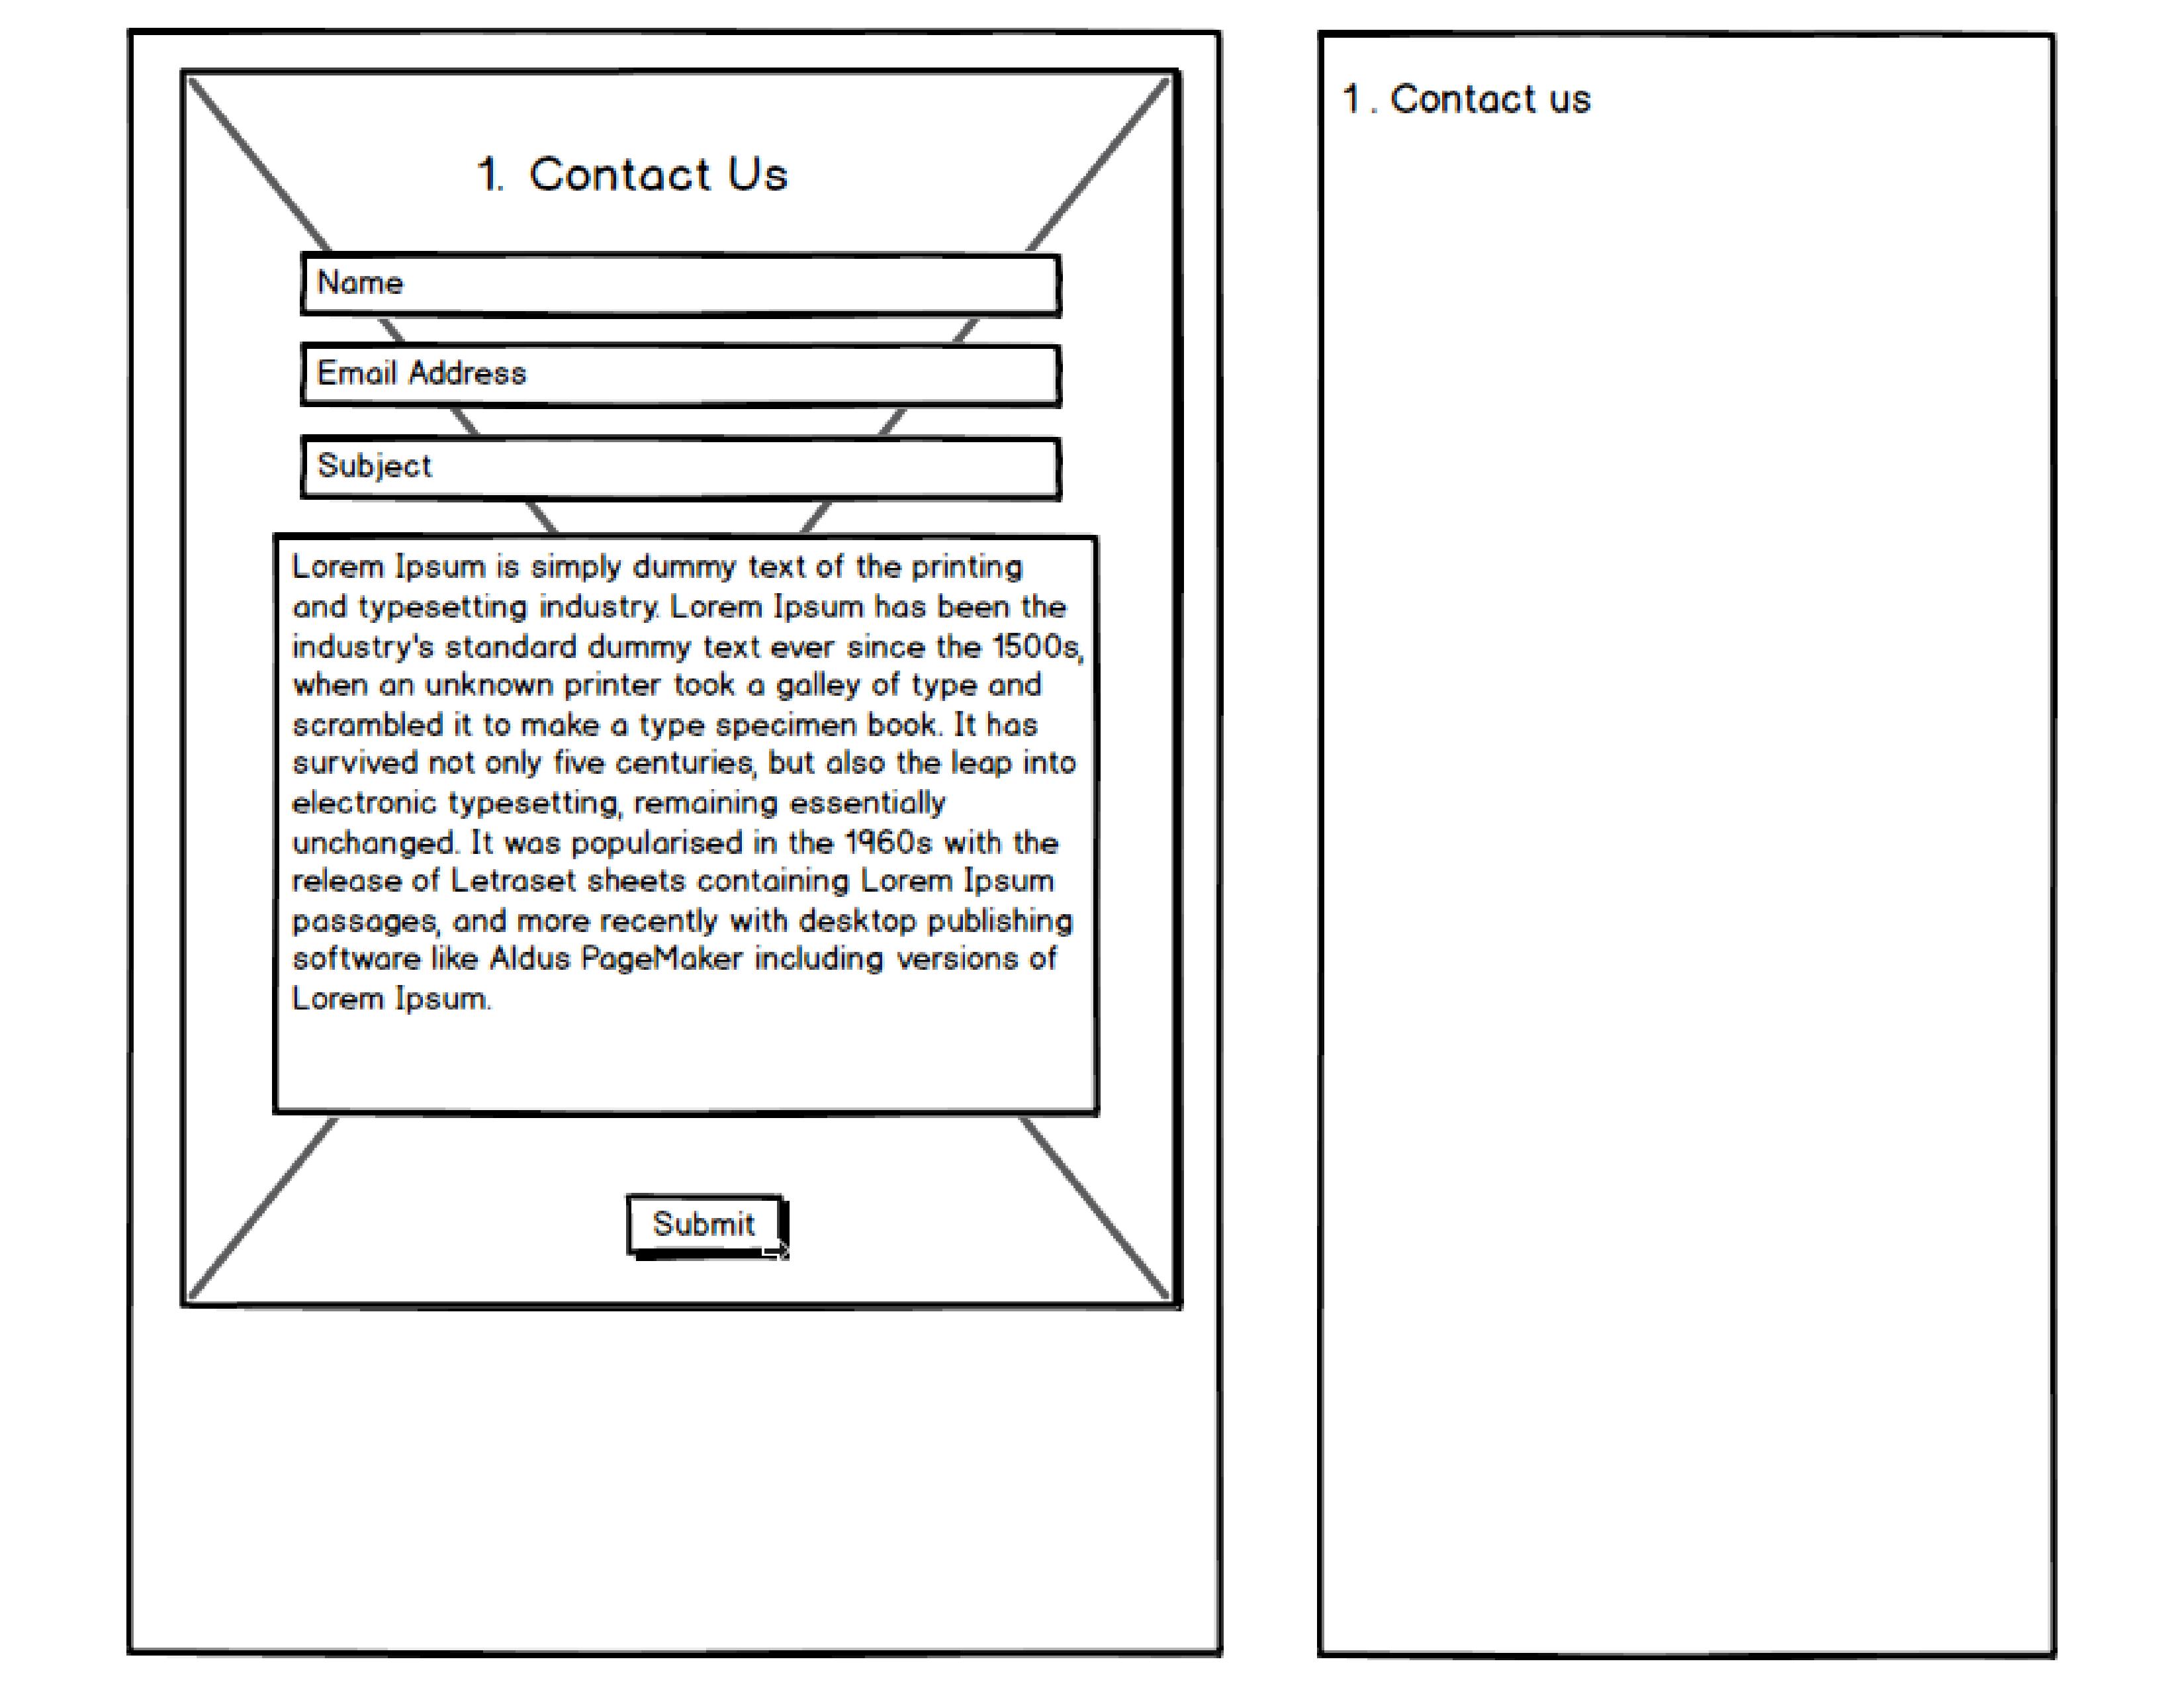 1. Contact Us
Name
Email Address
Subject
Lorem Ipsum is simply dummy text of the printing
and typesetting industry. Lorem Ipsum has been the
industry's standard dummy text ever since the 1500s,
when an unknown printer took a galley of type and
scrambled it to make a type specimen book. It has
survived not only five centuries, but also the leap into
electronic typesetting, remaining essentially
unchanged. It was popularised in the 1960s with the
release of Letraset sheets containing Lorem Ipsum
passages, and more recently with desktop publishing
software like Aldus PageMaker including versions of
Lorem Ipsum.
Submit
1. Contact us